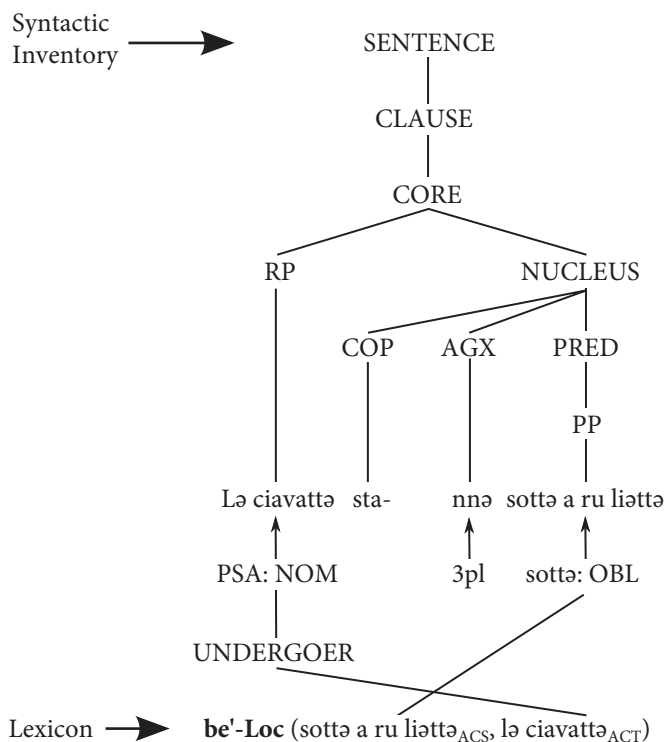 Syntactic
Inventory
SENTENCE
CLAUSE
CORE
RP NUCLEUS
COP AGX PRED
PP
Lə ciavattə sta- nnə sottə a ru liəttə
PSA: NOM 3pl sottə: OBL
UNDERGOER
Lexicon be'-Loc (sottə a ru liəttəACS, lə ciavattəACT)